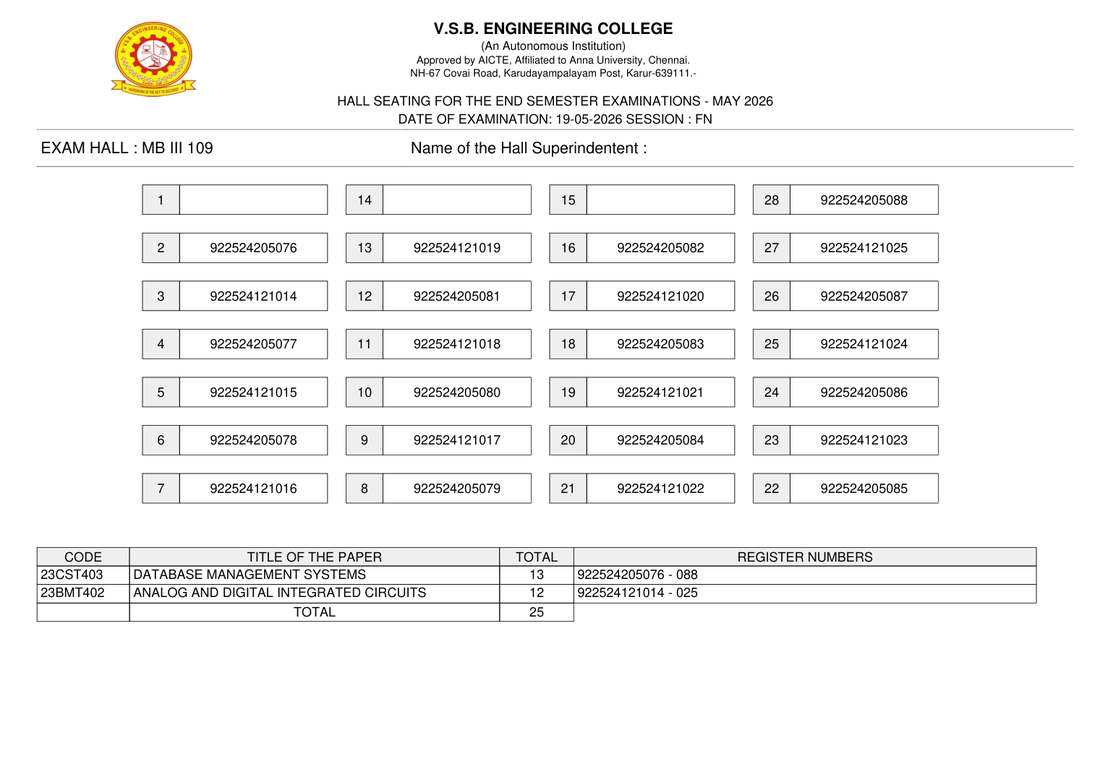 V.S.B. ENGINEERING COLLEGE
(An Autonomous Institution)
Approved by AICTE, Affiliated to Anna University, Chennai.
NH-67 Covai Road, Karudayampalayam Post, Karur-639111.-
HALL SEATING FOR THE END SEMESTER EXAMINATIONS - MAY 2026
DATE OF EXAMINATION: 19-05-2026 SESSION : FN
EXAM HALL : MB III 109 Name of the Hall Superindentent :
1 14 15 28 922524205088
2 922524205076 13 922524121019 16 922524205082 27 922524121025
3 922524121014 12 922524205081 17 922524121020 26 922524205087
4 922524205077 11 922524121018 18 922524205083 25 922524121024
5 922524121015 10 922524205080 19 922524121021 24 922524205086
6 922524205078 9 922524121017 20 922524205084 23 922524121023
7 922524121016 8 922524205079 21 922524121022 22 922524205085
CODE TITLE OF THE PAPER TOTAL REGISTER NUMBERS
23CST403 DATABASE MANAGEMENT SYSTEMS 13 922524205076 - 088
23BMT402 ANALOG AND DIGITAL INTEGRATED CIRCUITS 12 922524121014 - 025
TOTAL 25